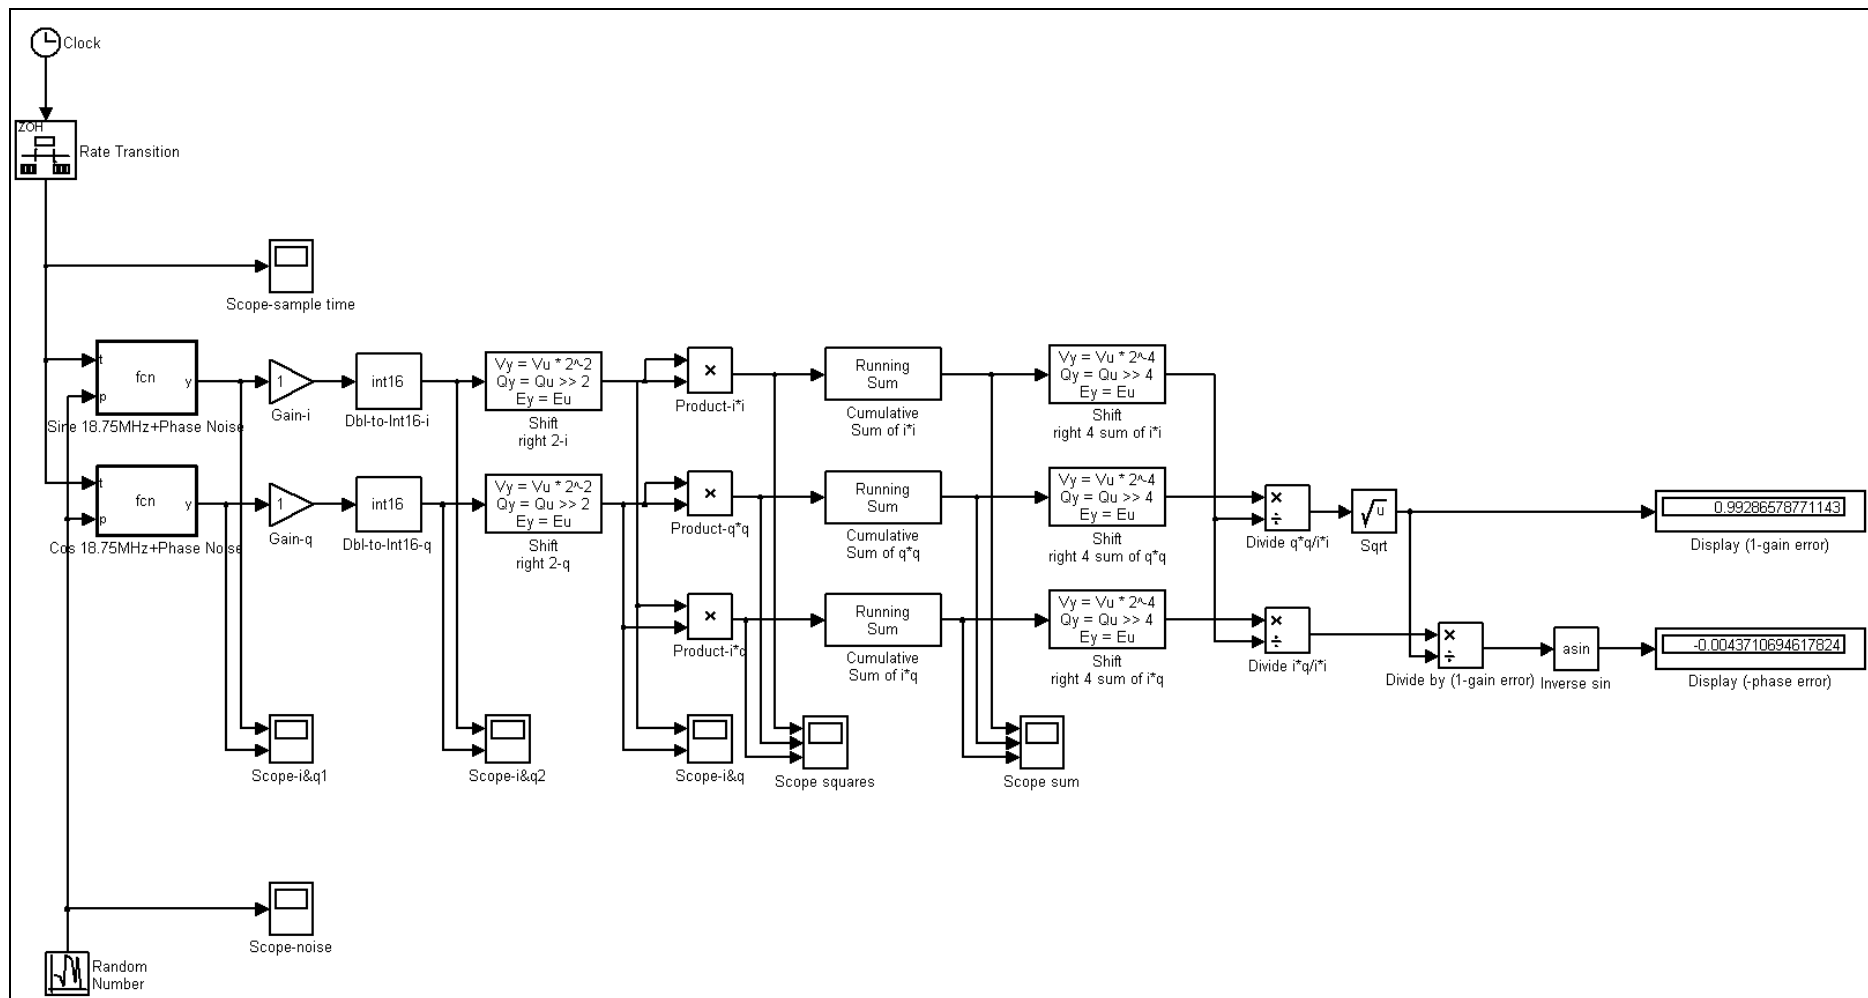 Clock
ZOH
Rate Transition
Scope-sample time
t
fcn
y
p
Sine 18.75MHz+Phase Noise
1
Gain-i
int16
Dbl-to-Int16-i
Vy = Vu * 2^-2
Qy = Qu >> 2
Ey = Eu
Shift
right 2-i
×
Product-i*i
Running
Sum
Cumulative
Sum of i*i
Vy = Vu * 2^-4
Qy = Qu >> 4
Ey = Eu
Shift
right 4 sum of i*i
t
fcn
y
p
Cos 18.75MHz+Phase Noise
1
Gain-q
int16
Dbl-to-Int16-q
Vy = Vu * 2^-2
Qy = Qu >> 2
Ey = Eu
Shift
right 2-q
×
Product-q*q
Running
Sum
Cumulative
Sum of q*q
Vy = Vu * 2^-4
Qy = Qu >> 4
Ey = Eu
Shift
right 4 sum of q*q
×
÷
Divide q*q/i*i
√u
Sqrt
0.99286578771143
Display (1-gain error)
×
Product-i*q
Running
Sum
Cumulative
Sum of i*q
Vy = Vu * 2^-4
Qy = Qu >> 4
Ey = Eu
Shift
right 4 sum of i*q
×
÷
Divide i*q/i*i
×
÷
Divide by (1-gain error)
asin
Inverse sin
-0.0043710694617824
Display (-phase error)
Scope-i&q1
Scope-i&q2
Scope-i&q
Scope squares
Scope sum
Scope-noise
Random
Number